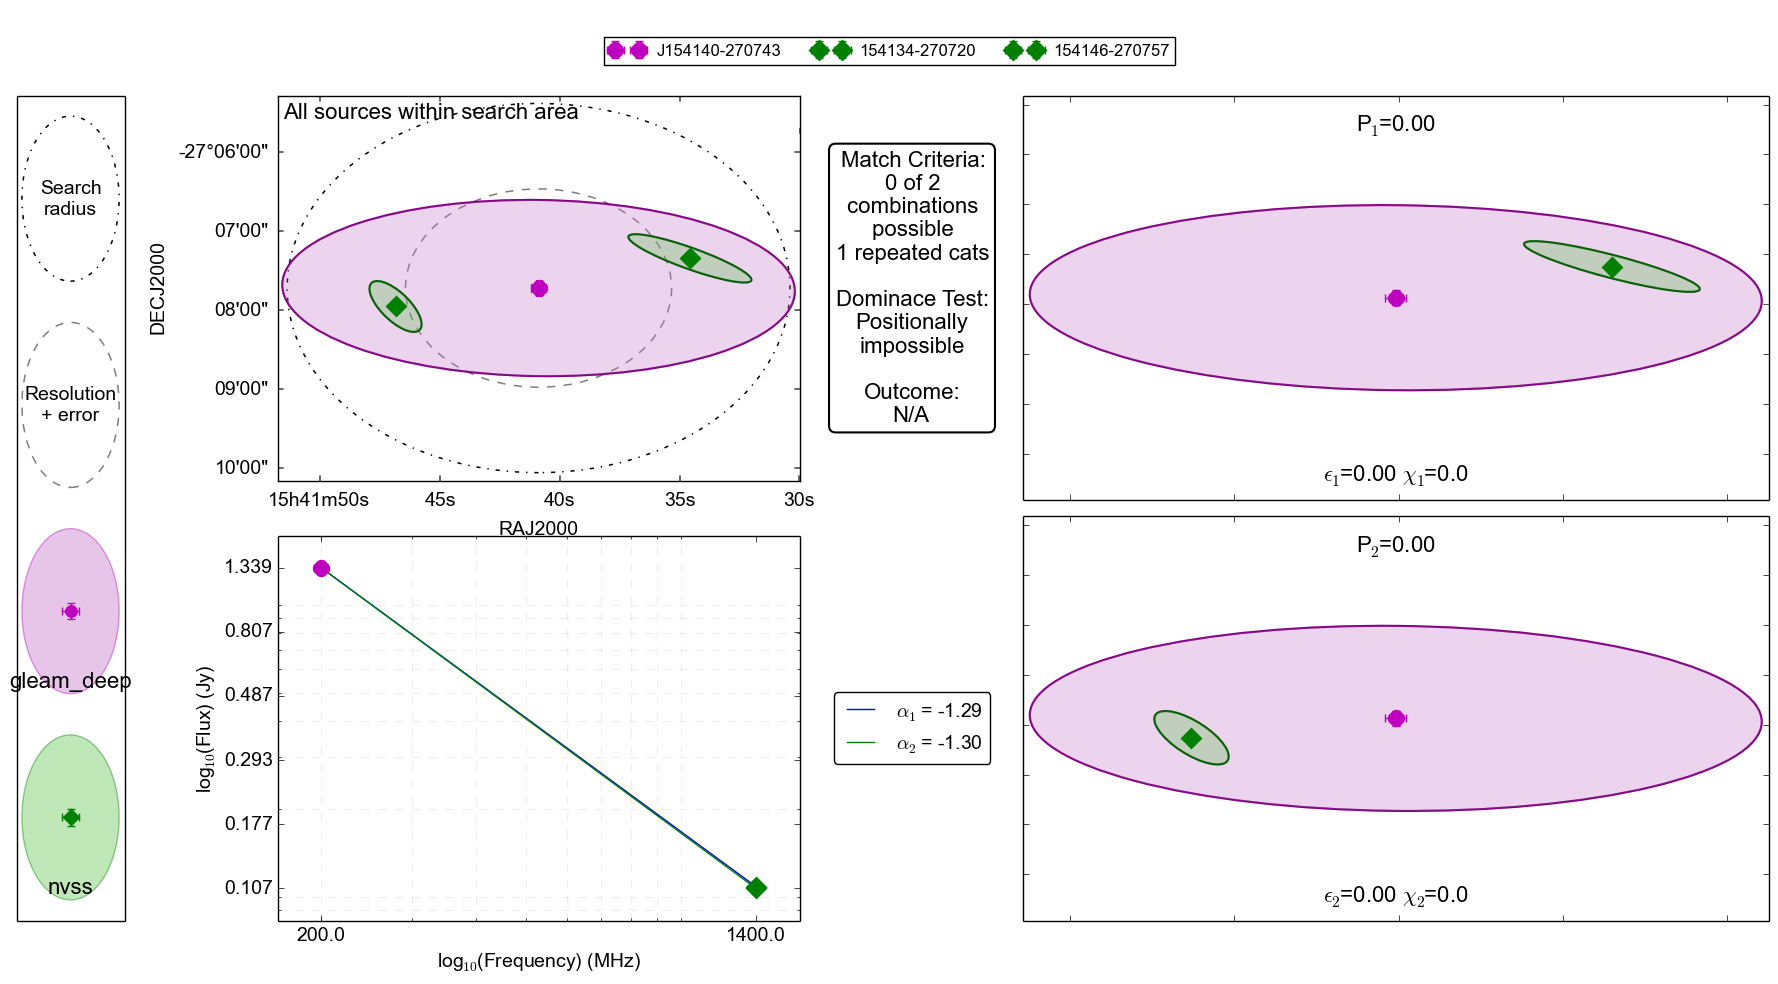 J154140-270743 154134-270720 154146-270757
Search
radius
Resolution
+ error
gleam_deep
nvss
All sources within search area
DECJ2000
-27°06'00"
07'00"
08'00"
09'00"
10'00"
15h41m50s 45s 40s 35s 30s
RAJ2000
Match Criteria:
0 of 2
combinations
possible
1 repeated cats
Dominace Test:
Positionally
impossible
Outcome:
N/A
P₁=0.00
ϵ₁=0.00 χ₁=0.0
log₁₀(Flux) (Jy)
1.339
0.807
0.487
0.293
0.177
0.107
200.0 1400.0
log₁₀(Frequency) (MHz)
α₁ = -1.29
α₂ = -1.30
P₂=0.00
ϵ₂=0.00 χ₂=0.0